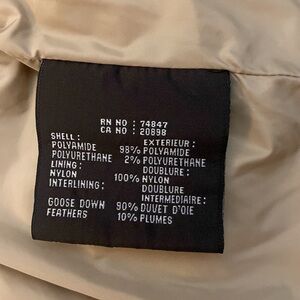 RN NO : 74847
CA NO : 20898
SHELL : EXTERIEUR :
POLYAMIDE 98% POLYAMIDE
POLYURETHANE 2% POLYURETHANE
LINING : DOUBLURE :
NYLON 100% NYLON
INTERLINING : DOUBLURE
INTERMEDIAIRE :
GOOSE DOWN 90% DUVET D'OIE
FEATHERS 10% PLUMES